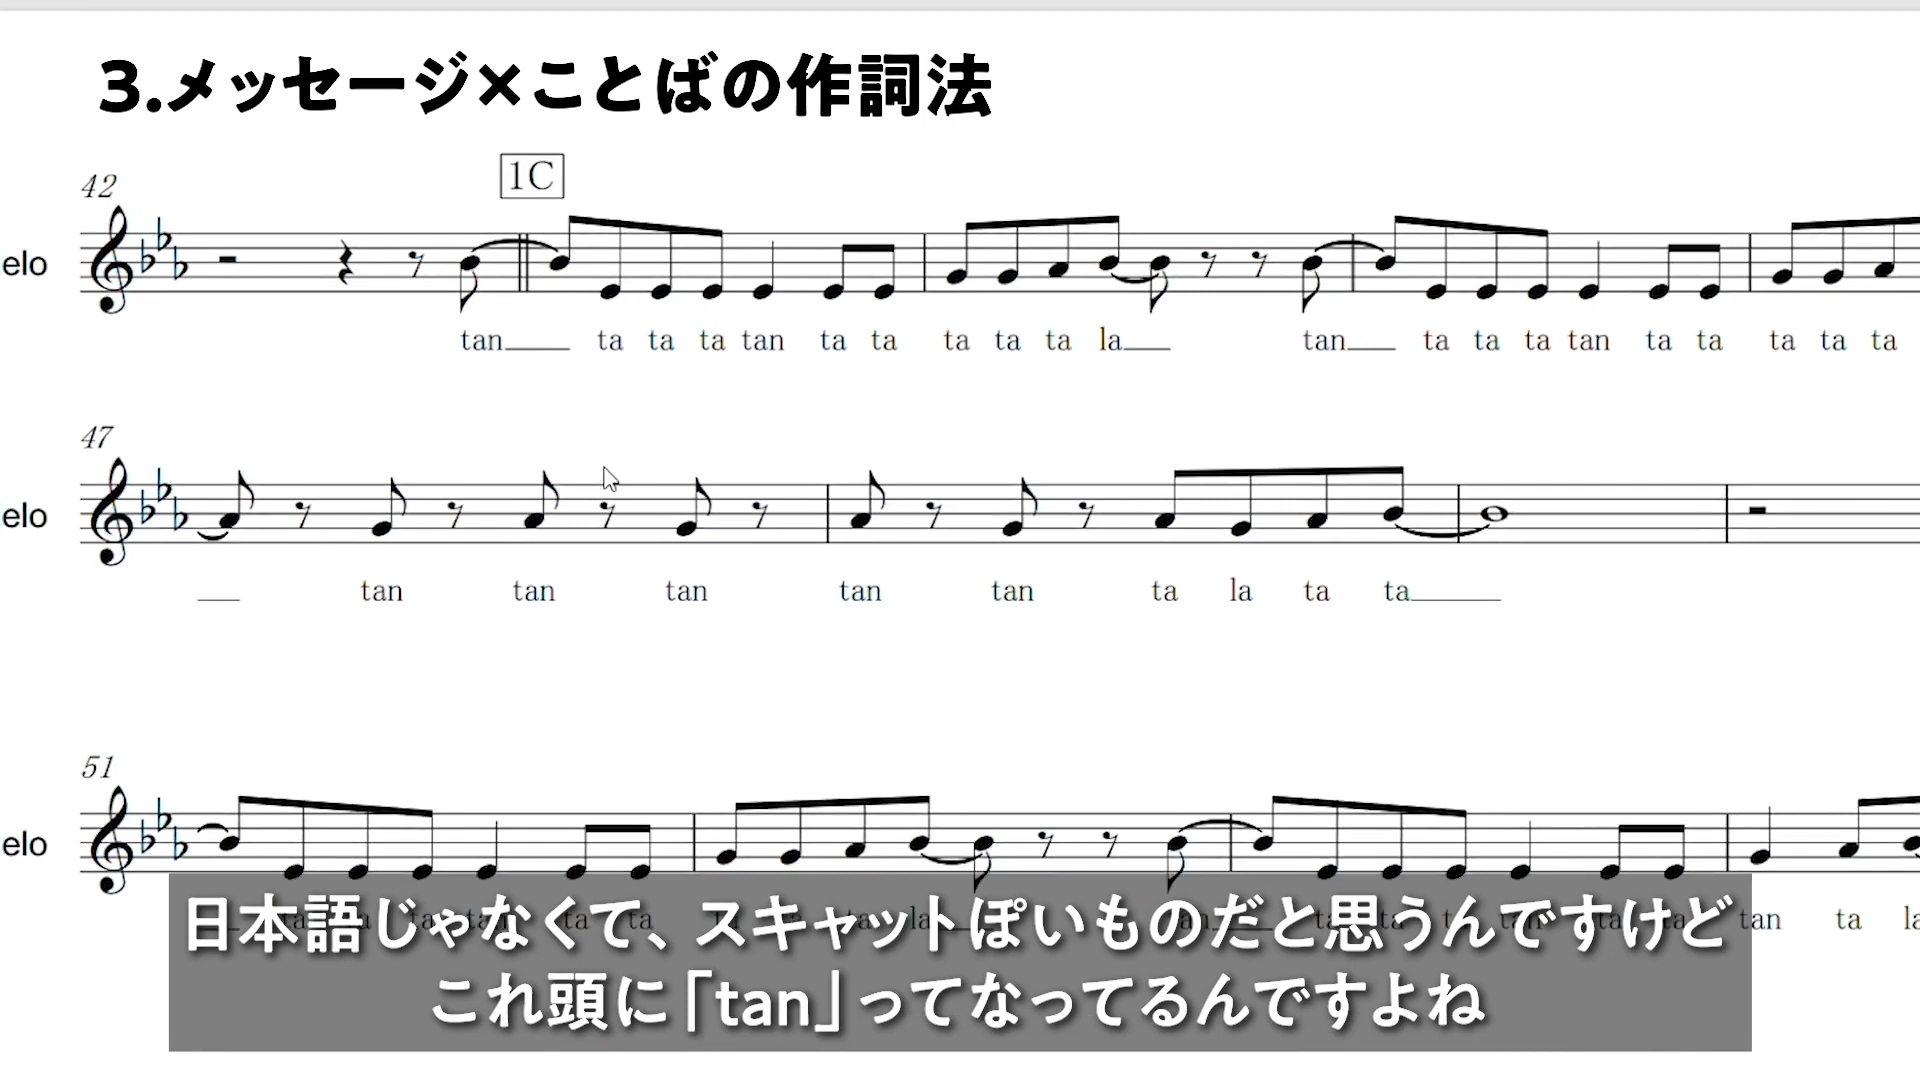 3.メッセージ×ことばの作詞法
1C
42
elo
tan ta ta ta tan ta ta ta ta ta la tan ta ta ta tan ta ta ta ta ta
47
elo
tan tan tan tan tan ta la ta ta
51
elo
tan ta la
日本語じゃなくて、スキャットぽいものだと思うんですけど
これ頭に「tan」ってなってるんですよね